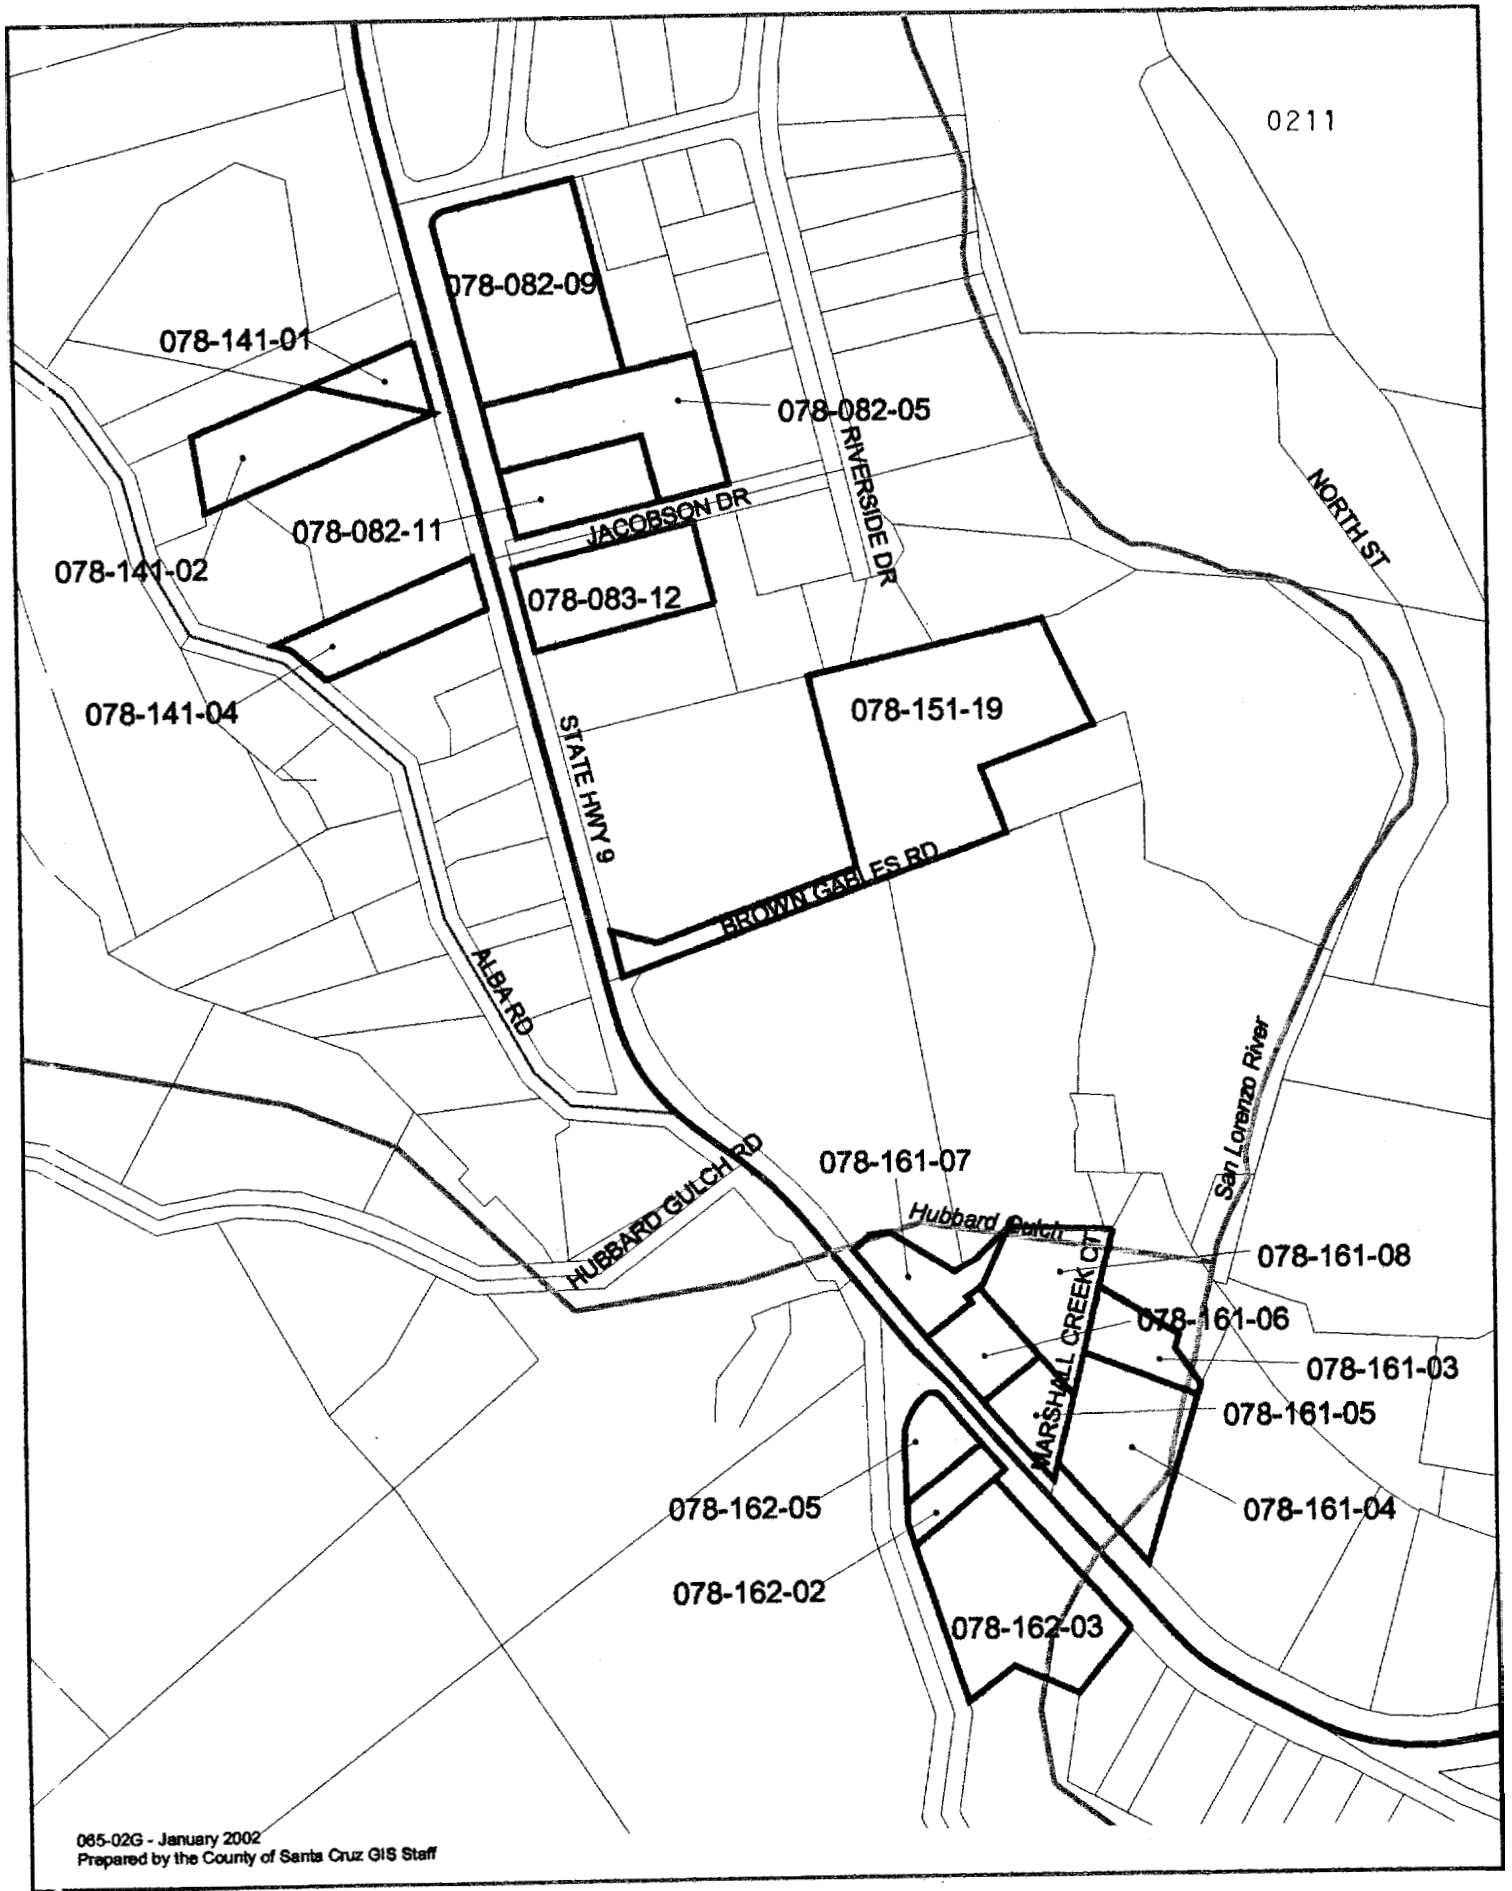 0211
078-082-09
078-141-01
078-082-05
RIVERSIDE DR
NORTH ST
JACOBSON DR
078-082-11
078-141-02
078-083-12
078-141-04
078-151-19
STATE HWY 9
BROWN GABLES RD
ALBA RD
San Lorenzo River
HUBBARD GULCH RD
078-161-07
Hubbard Gulch
MARSHALL CREEK CT
078-161-08
078-161-06
078-161-03
078-161-05
078-162-05
078-161-04
078-162-02
078-162-03
065-02G - January 2002
Prepared by the County of Santa Cruz GIS Staff